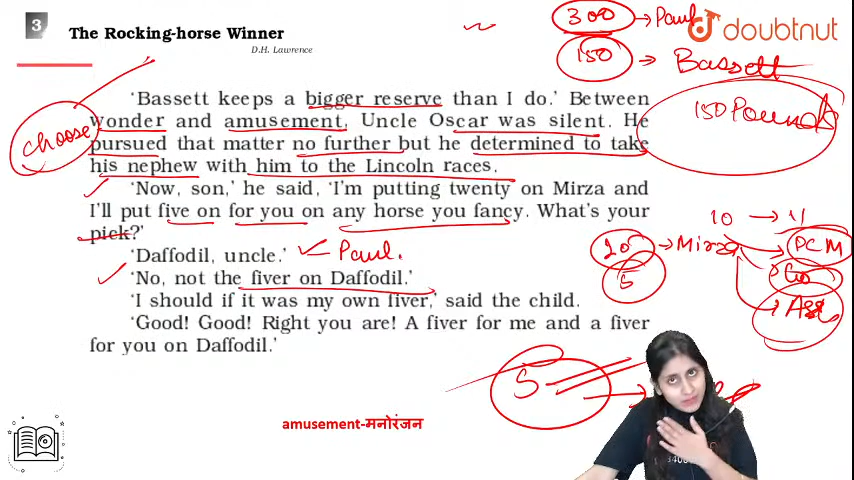 3
The Rocking-horse Winner
D.H. Lawrence
300 → Paul
doubtnut
150 → Bassett
150 Pounds
choose
'Bassett keeps a bigger reserve than I do.' Between
wonder and amusement, Uncle Oscar was silent. He
pursued that matter no further but he determined to take
his nephew with him to the Lincoln races.
'Now, son,' he said, 'I'm putting twenty on Mirza and
I'll put five on for you on any horse you fancy. What's your
pick?'
'Daffodil, uncle.' Paul.
'No, not the fiver on Daffodil.'
'I should if it was my own fiver,' said the child.
'Good! Good! Right you are! A fiver for me and a fiver
for you on Daffodil.'
10 → 11
20 → Mirza
PCM
5
5
amusement-मनोरंजन